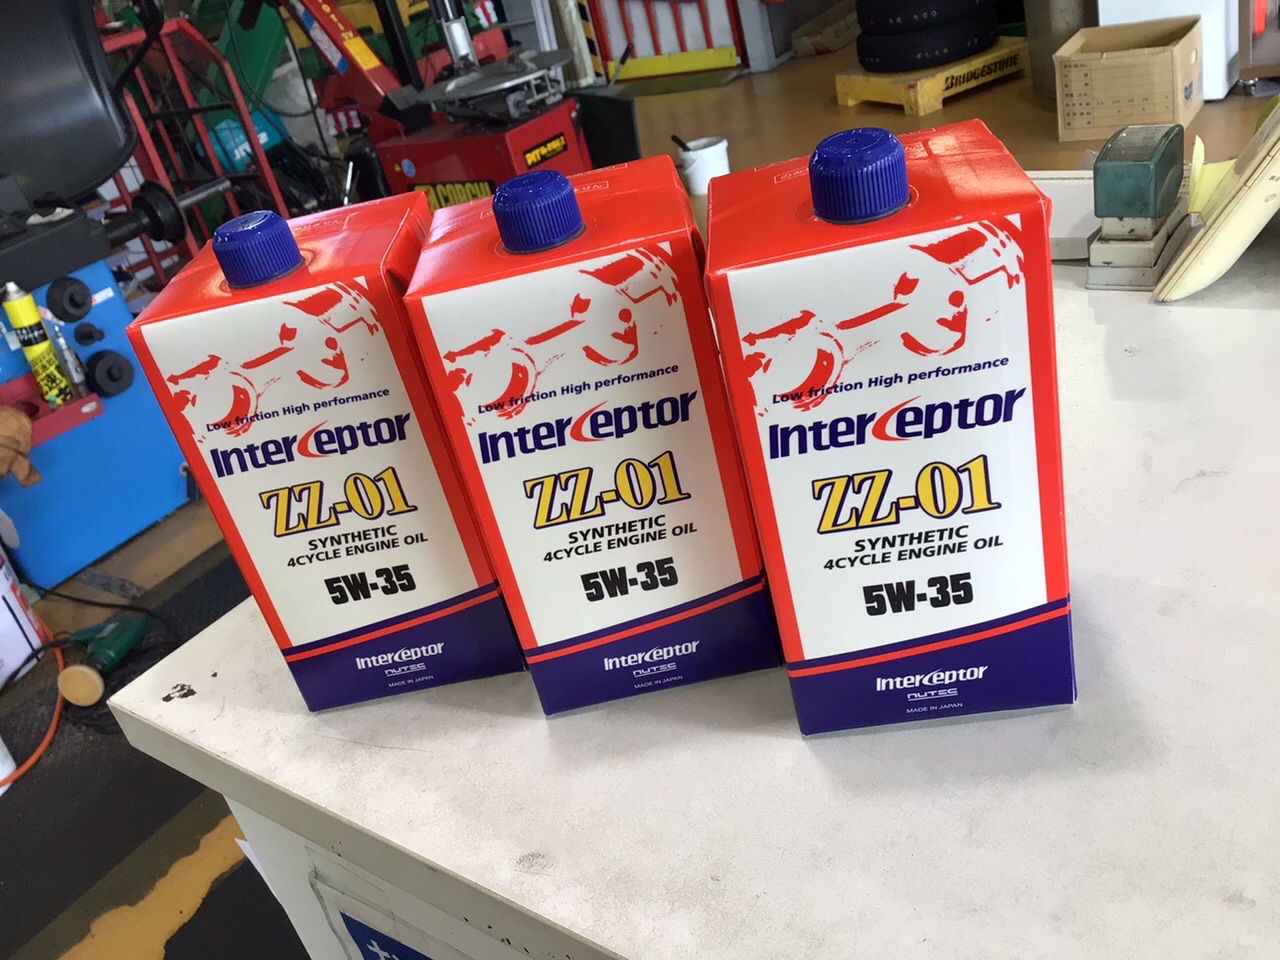 BRIDGESTONE
Low friction High performance
Interceptor
ZZ-01
SYNTHETIC
4CYCLE ENGINE OIL
5W-35
Interceptor
NUTEC
MADE IN JAPAN
Low friction High performance
Interceptor
ZZ-01
SYNTHETIC
4CYCLE ENGINE OIL
5W-35
Interceptor
NUTEC
MADE IN JAPAN
Low friction High performance
Interceptor
ZZ-01
SYNTHETIC
4CYCLE ENGINE OIL
5W-35
Interceptor
NUTEC
MADE IN JAPAN